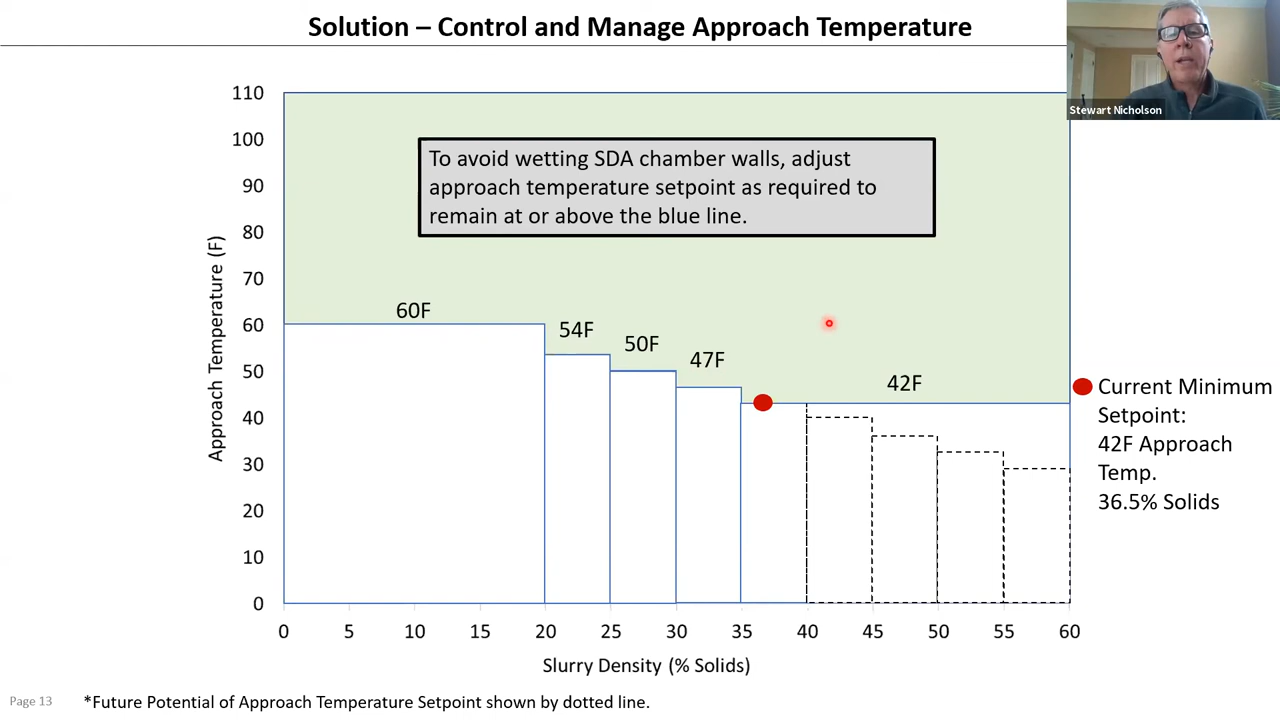 Solution – Control and Manage Approach Temperature
Stewart Nicholson
110
100
90
80
70
60
50
40
30
20
10
0
Approach Temperature (F)
To avoid wetting SDA chamber walls, adjust
approach temperature setpoint as required to
remain at or above the blue line.
60F
54F
50F
47F
42F
Current Minimum
Setpoint:
42F Approach
Temp.
36.5% Solids
0 5 10 15 20 25 30 35 40 45 50 55 60
Slurry Density (% Solids)
Page 13
*Future Potential of Approach Temperature Setpoint shown by dotted line.